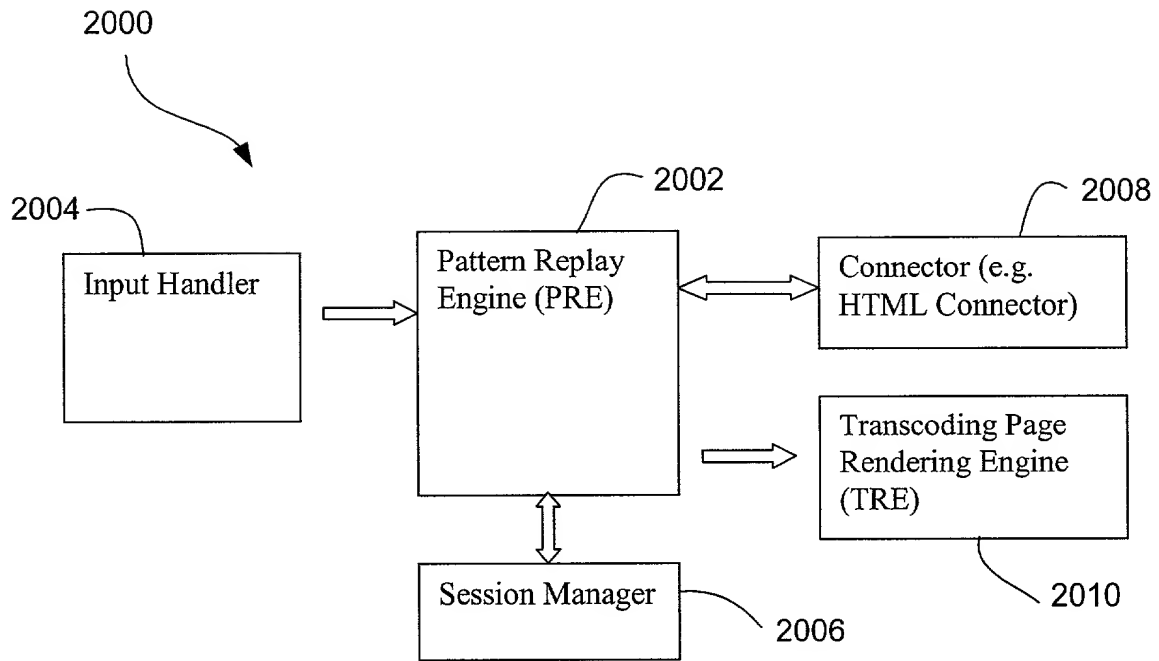 2000
2004
Input Handler
2002
Pattern Replay
Engine (PRE)
2008
Connector (e.g.
HTML Connector)
Transcoding Page
Rendering Engine
(TRE)
2010
Session Manager
2006